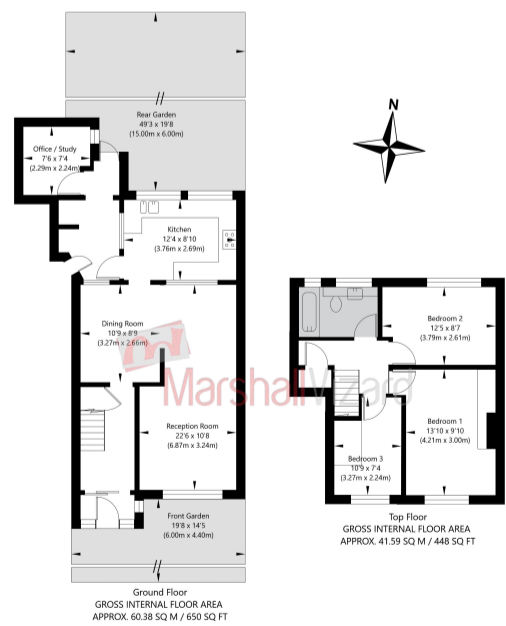 N
Rear Garden
49'3 x 19'8
(15.00m x 6.00m)
Office / Study
7'6 x 7'4
(2.29m x 2.24m)
Kitchen
12'4 x 8'10
(3.76m x 2.69m)
Dining Room
10'9 x 8'9
(3.27m x 2.66m)
Bedroom 2
12'5 x 8'7
(3.79m x 2.61m)
MarshallVizard
Reception Room
22'6 x 10'8
(6.87m x 3.24m)
Bedroom 1
13'10 x 9'10
(4.21m x 3.00m)
Bedroom 3
10'9 x 7'4
(3.27m x 2.24m)
Front Garden
19'8 x 14'5
(6.00m x 4.40m)
Top Floor
GROSS INTERNAL FLOOR AREA
APPROX. 41.59 SQ M / 448 SQ FT
Ground Floor
GROSS INTERNAL FLOOR AREA
APPROX. 60.38 SQ M / 650 SQ FT